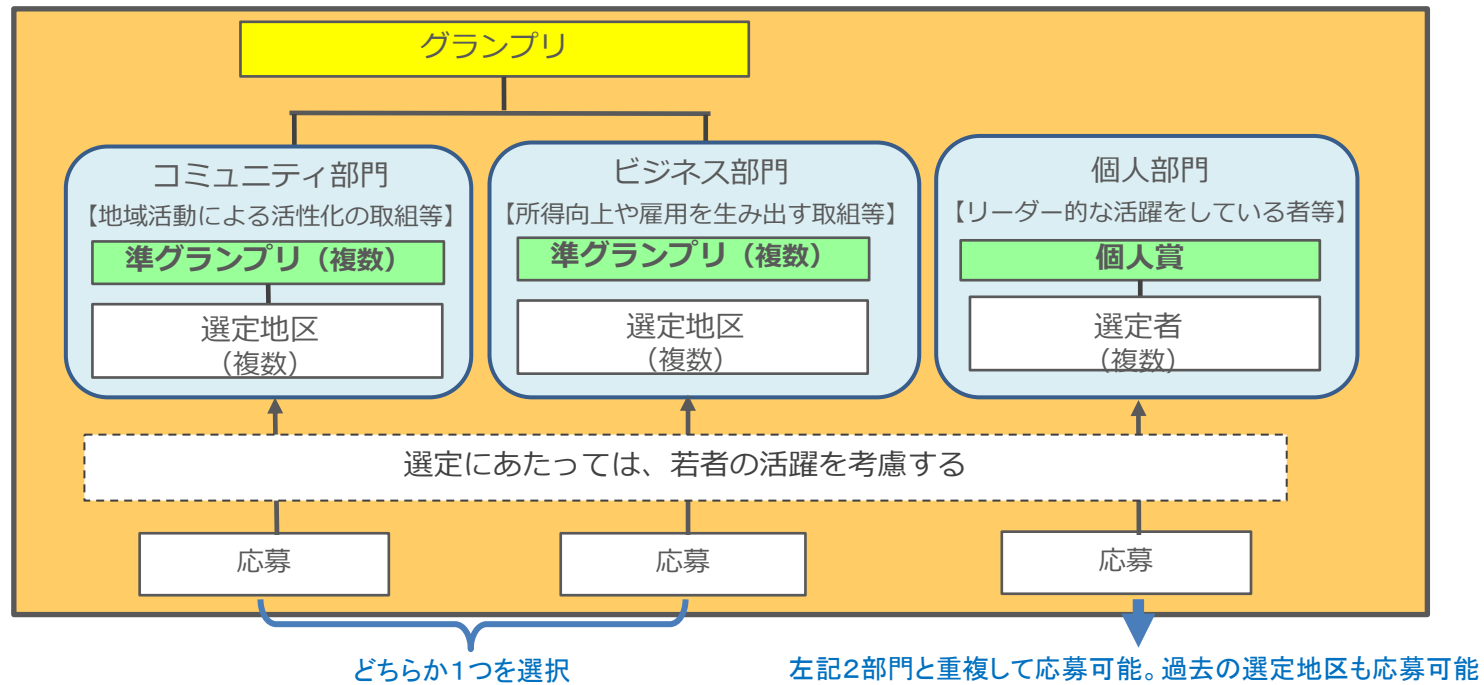 グランプリ
コミュニティ部門
【地域活動による活性化の取組等】
準グランプリ（複数）
選定地区
（複数）
ビジネス部門
【所得向上や雇用を生み出す取組等】
準グランプリ（複数）
選定地区
（複数）
個人部門
【リーダー的な活躍をしている者等】
個人賞
選定者
（複数）
選定にあたっては、若者の活躍を考慮する
応募
応募
応募
どちらか１つを選択
左記２部門と重複して応募可能。過去の選定地区も応募可能